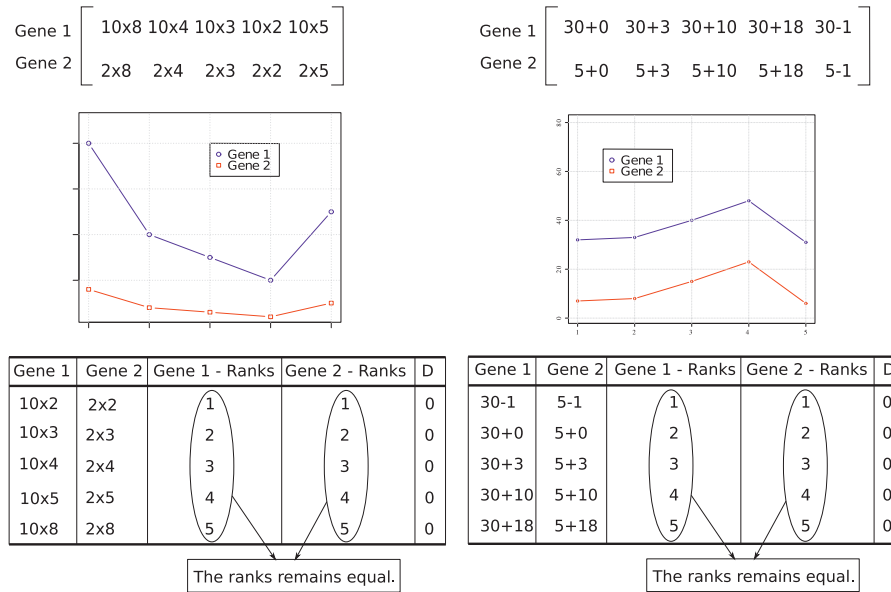 Gene 1 10x8 10x4 10x3 10x2 10x5
Gene 2 2x8 2x4 2x3 2x2 2x5
Gene 1
Gene 2
Gene 1 Gene 2 Gene 1 - Ranks Gene 2 - Ranks D
10x2 2x2 1 1 0
10x3 2x3 2 2 0
10x4 2x4 3 3 0
10x5 2x5 4 4 0
10x8 2x8 5 5 0
The ranks remains equal.
Gene 1 30+0 30+3 30+10 30+18 30-1
Gene 2 5+0 5+3 5+10 5+18 5-1
80
60
40
20
0
Gene 1
Gene 2
1 2 3 4 5
Gene 1 Gene 2 Gene 1 - Ranks Gene 2 - Ranks D
30-1 5-1 1 1 0
30+0 5+0 2 2 0
30+3 5+3 3 3 0
30+10 5+10 4 4 0
30+18 5+18 5 5 0
The ranks remains equal.